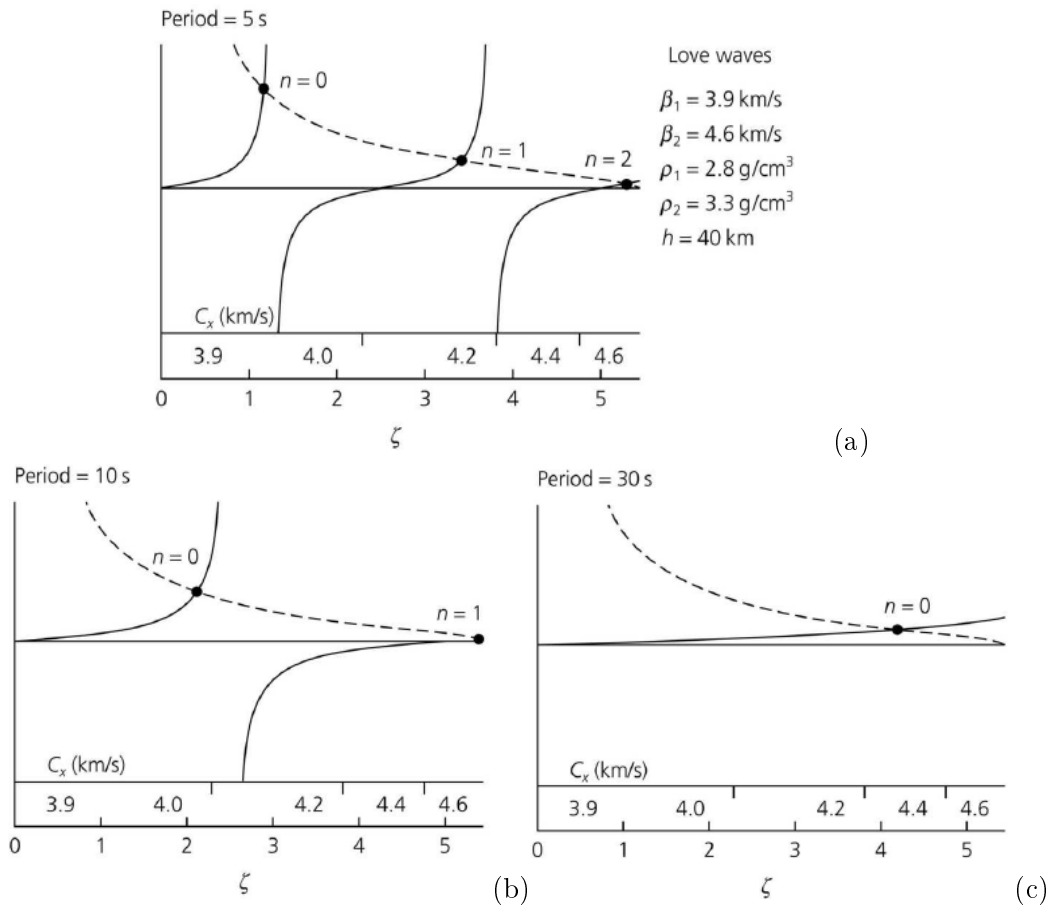 Period = 5 s
Love waves
n = 0
β₁ = 3.9 km/s
β₂ = 4.6 km/s
n = 1
n = 2
ρ₁ = 2.8 g/cm³
ρ₂ = 3.3 g/cm³
h = 40 km
Cₓ (km/s)
3.9 4.0 4.2 4.4 4.6
0 1 2 3 4 5
ζ
(a)
Period = 10 s
n = 0
n = 1
Cₓ (km/s)
3.9 4.0 4.2 4.4 4.6
0 1 2 3 4 5
ζ
(b)
Period = 30 s
n = 0
Cₓ (km/s)
3.9 4.0 4.2 4.4 4.6
0 1 2 3 4 5
ζ
(c)